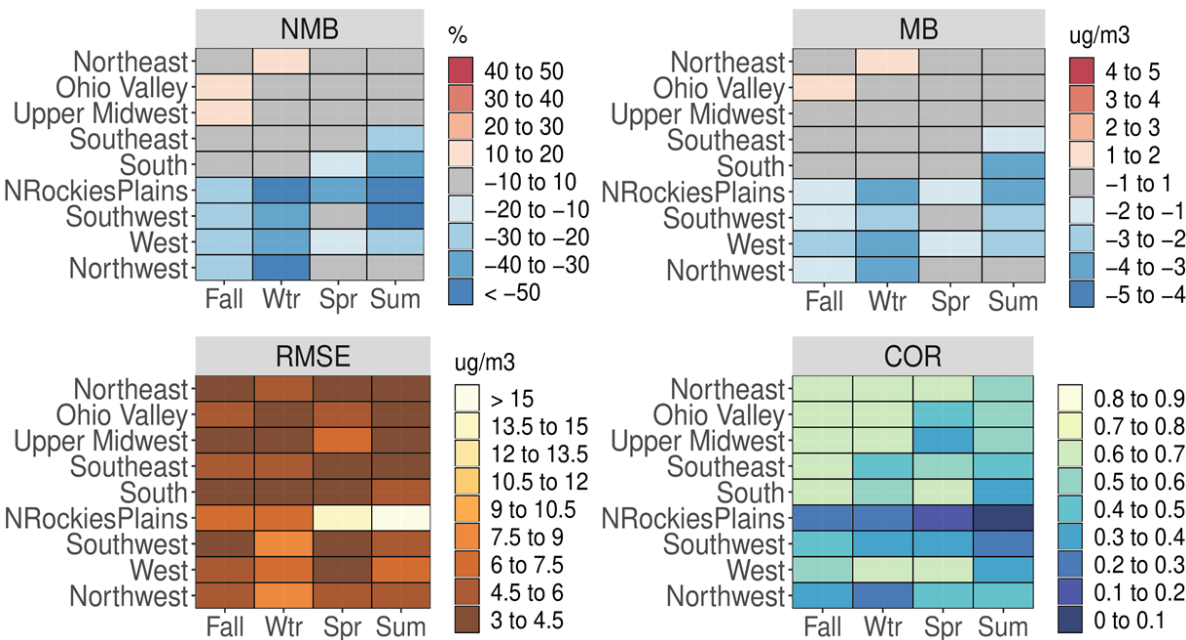 NMB
Northeast
Ohio Valley
Upper Midwest
Southeast
South
NRockiesPlains
Southwest
West
Northwest
Fall Wtr Spr Sum
%
40 to 50
30 to 40
20 to 30
10 to 20
−10 to 10
−20 to −10
−30 to −20
−40 to −30
< −50
MB
Northeast
Ohio Valley
Upper Midwest
Southeast
South
NRockiesPlains
Southwest
West
Northwest
Fall Wtr Spr Sum
ug/m3
4 to 5
3 to 4
2 to 3
1 to 2
−1 to 1
−2 to −1
−3 to −2
−4 to −3
−5 to −4
RMSE
Northeast
Ohio Valley
Upper Midwest
Southeast
South
NRockiesPlains
Southwest
West
Northwest
Fall Wtr Spr Sum
ug/m3
> 15
13.5 to 15
12 to 13.5
10.5 to 12
9 to 10.5
7.5 to 9
6 to 7.5
4.5 to 6
3 to 4.5
COR
Northeast
Ohio Valley
Upper Midwest
Southeast
South
NRockiesPlains
Southwest
West
Northwest
Fall Wtr Spr Sum
0.8 to 0.9
0.7 to 0.8
0.6 to 0.7
0.5 to 0.6
0.4 to 0.5
0.3 to 0.4
0.2 to 0.3
0.1 to 0.2
0 to 0.1